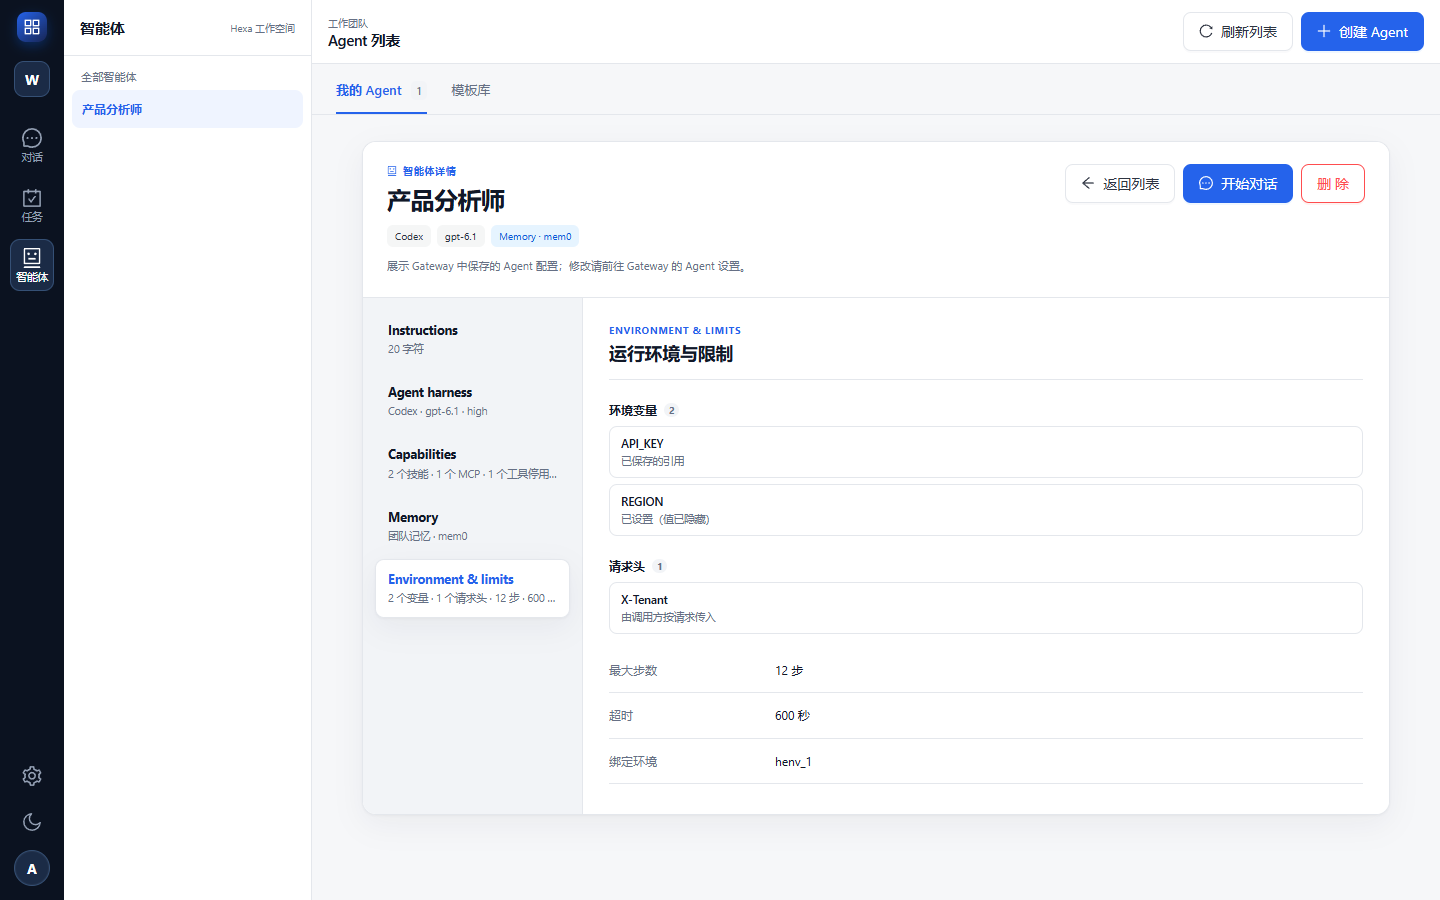 W
对话
任务
智能体
A
智能体
Hexa 工作空间
全部智能体
产品分析师
工作团队
Agent 列表
刷新列表
创建 Agent
我的 Agent 1
模板库
智能体详情
产品分析师
Codex
gpt-6.1
Memory · mem0
展示 Gateway 中保存的 Agent 配置；修改请前往 Gateway 的 Agent 设置。
返回列表
开始对话
删 除
Instructions
20 字符
Agent harness
Codex · gpt-6.1 · high
Capabilities
2 个技能 · 1 个 MCP · 1 个工具停用...
Memory
团队记忆 · mem0
Environment & limits
2 个变量 · 1 个请求头 · 12 步 · 600 ...
ENVIRONMENT & LIMITS
运行环境与限制
环境变量 2
API_KEY
已保存的引用
REGION
已设置（值已隐藏）
请求头 1
X-Tenant
由调用方按请求传入
最大步数 12 步
超时 600 秒
绑定环境 henv_1